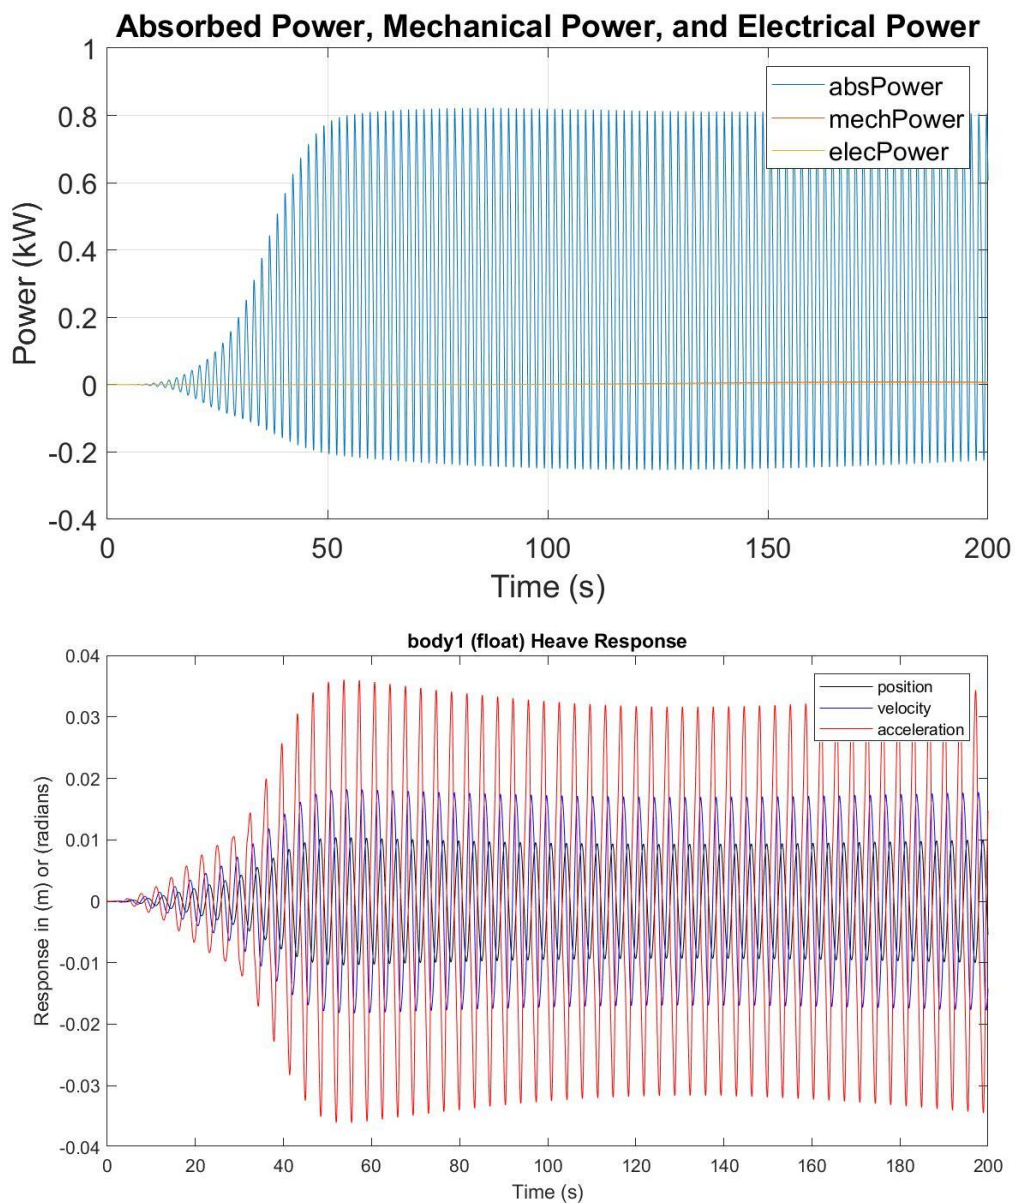 Absorbed Power, Mechanical Power, and Electrical Power
1
0.8
0.6
0.4
0.2
0
-0.2
-0.4
Power (kW)
absPower
mechPower
elecPower
0 50 100 150 200
Time (s)
body1 (float) Heave Response
0.04
0.03
0.02
0.01
0
-0.01
-0.02
-0.03
-0.04
Response in (m) or (radians)
position
velocity
acceleration
0 20 40 60 80 100 120 140 160 180 200
Time (s)